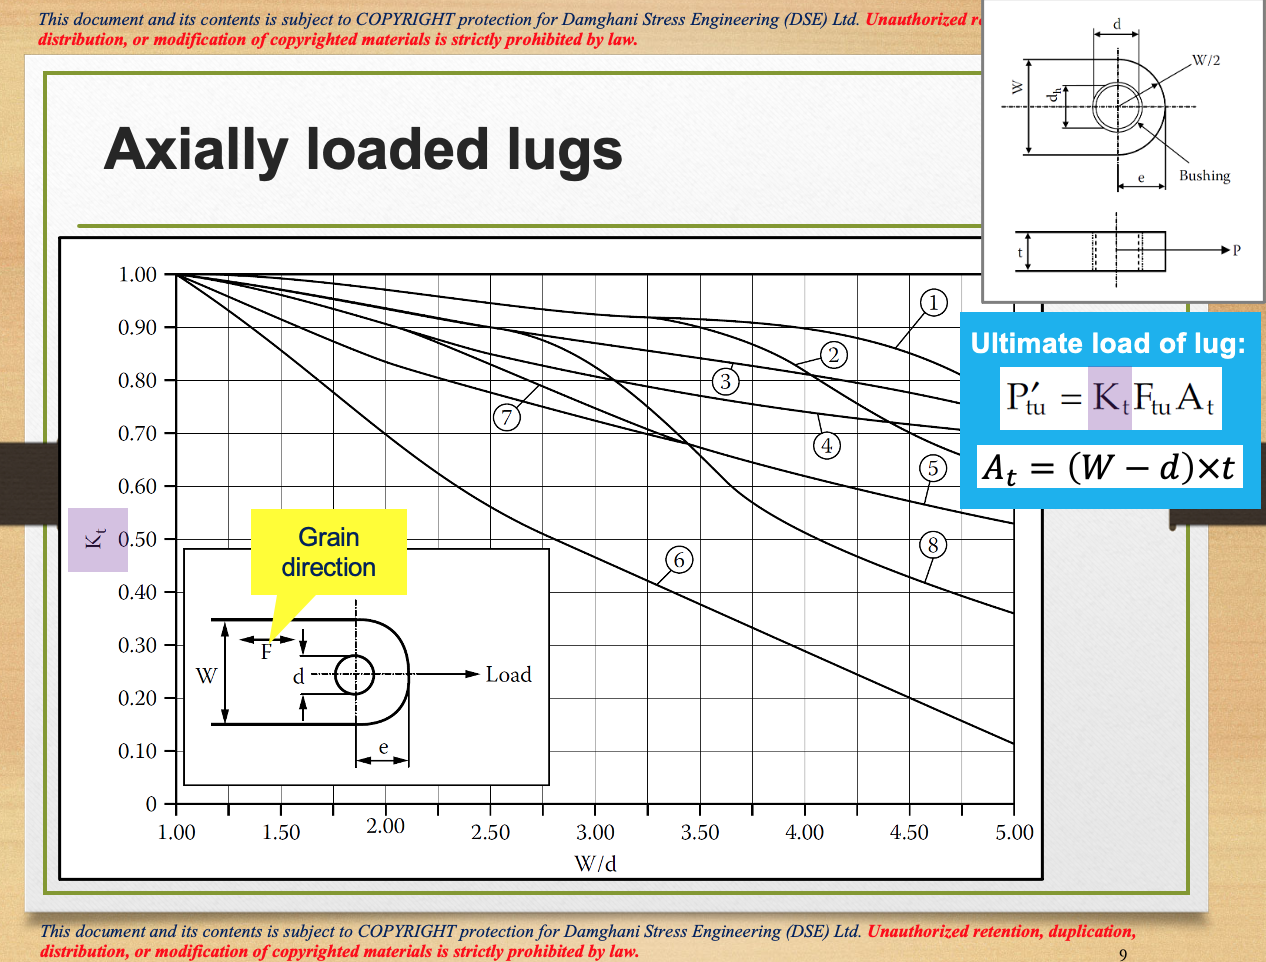 This document and its contents is subject to COPYRIGHT protection for Damghani Stress Engineering (DSE) Ltd. Unauthorized
distribution, or modification of copyrighted materials is strictly prohibited by law.
Axially loaded lugs
d
W/2
W
dh
e
Bushing
t
P
Ultimate load of lug:
P′tu = KtFtuAt
At = (W − d)×t
1.00
0.90
0.80
0.70
0.60
0.50
0.40
0.30
0.20
0.10
0
Kt
1
2
3
4
5
6
7
8
Grain
direction
F
W
d
Load
e
1.00 1.50 2.00 2.50 3.00 3.50 4.00 4.50 5.00
W/d
This document and its contents is subject to COPYRIGHT protection for Damghani Stress Engineering (DSE) Ltd. Unauthorized retention, duplication,
distribution, or modification of copyrighted materials is strictly prohibited by law.
9